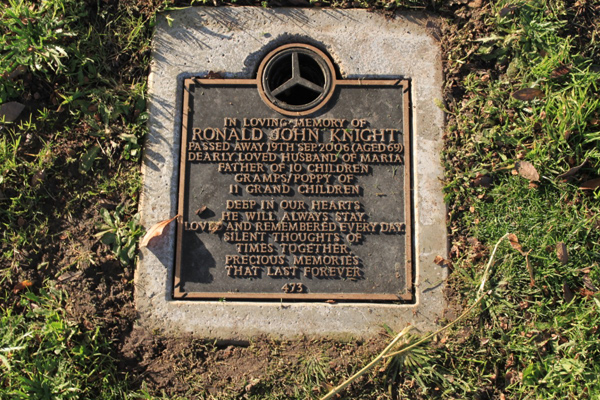 IN LOVING MEMORY OF
RONALD JOHN KNIGHT
PASSED AWAY 19TH SEP.2006 (AGED 69)
DEARLY LOVED HUSBAND OF MARIA
FATHER OF 10 CHILDREN
GRAMPS/POPPY OF
11 GRAND CHILDREN
DEEP IN OUR HEARTS
HE WILL ALWAYS STAY.
LOVED AND REMEMBERED EVERY DAY.
SILENT THOUGHTS OF
TIMES TOGETHER
PRECIOUS MEMORIES
THAT LAST FOREVER
473